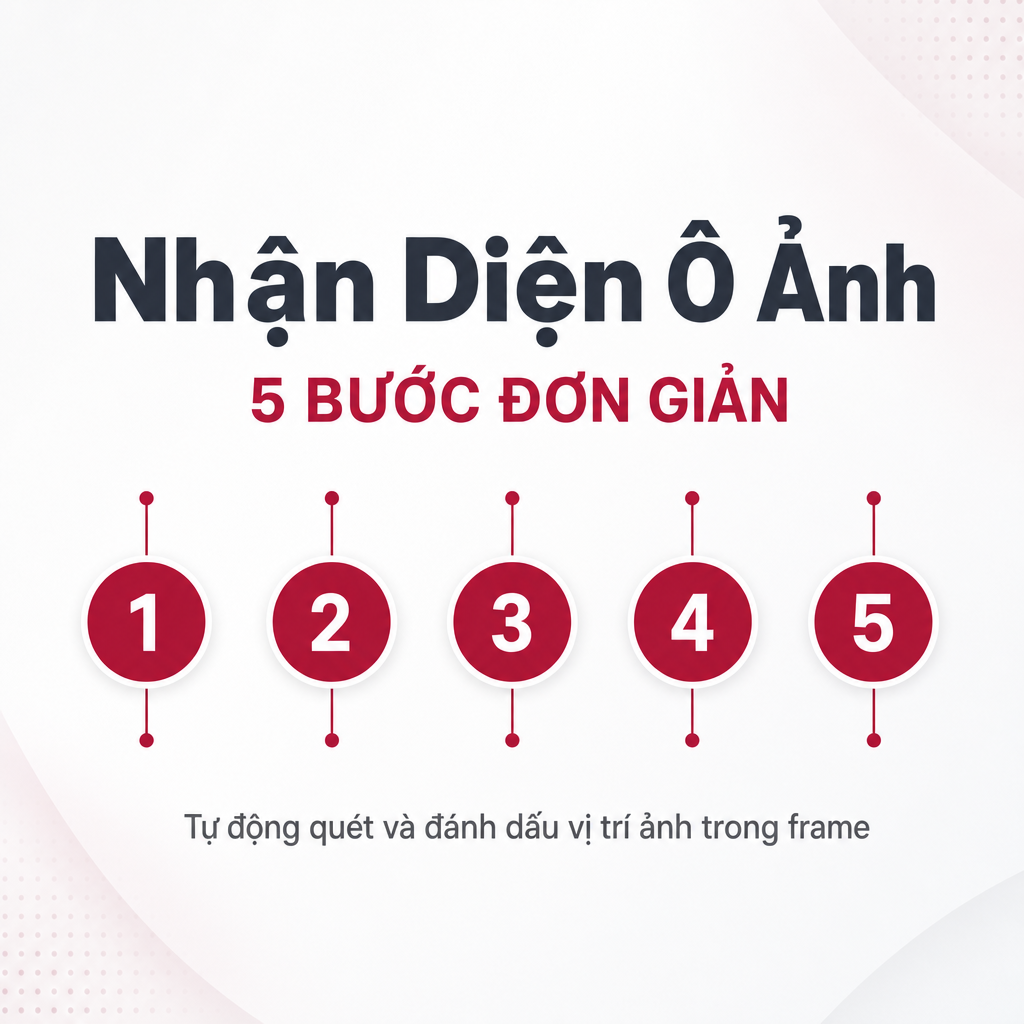 Nhận Diện Ô Ảnh
5 BƯỚC ĐƠN GIẢN
1 2 3 4 5
Tự động quét và đánh dấu vị trí ảnh trong frame